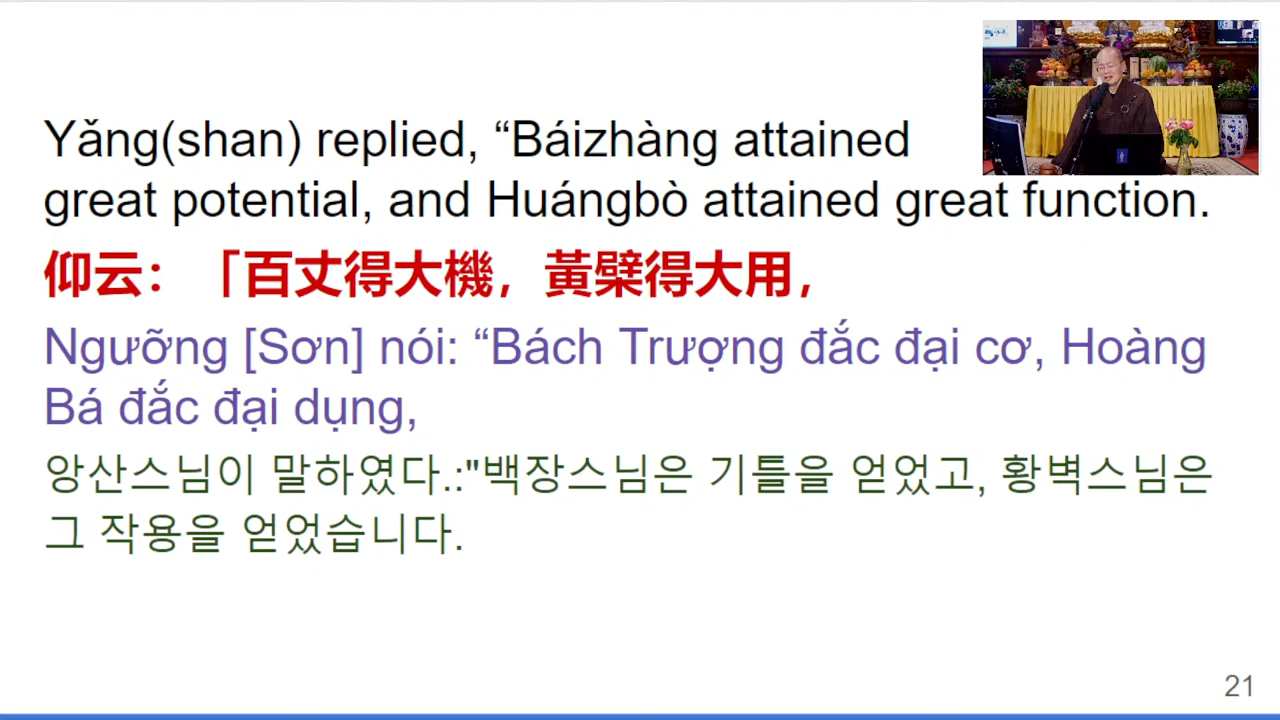 Yǎng(shan) replied, “Báizhàng attained
great potential, and Huángbò attained great function.
仰云：「百丈得大機，黃檗得大用，
Ngưỡng [Sơn] nói: “Bách Trượng đắc đại cơ, Hoàng
Bá đắc đại dụng,
앙산스님이 말하였다.:"백장스님은 기틀을 얻었고, 황벽스님은
그 작용을 얻었습니다.
21